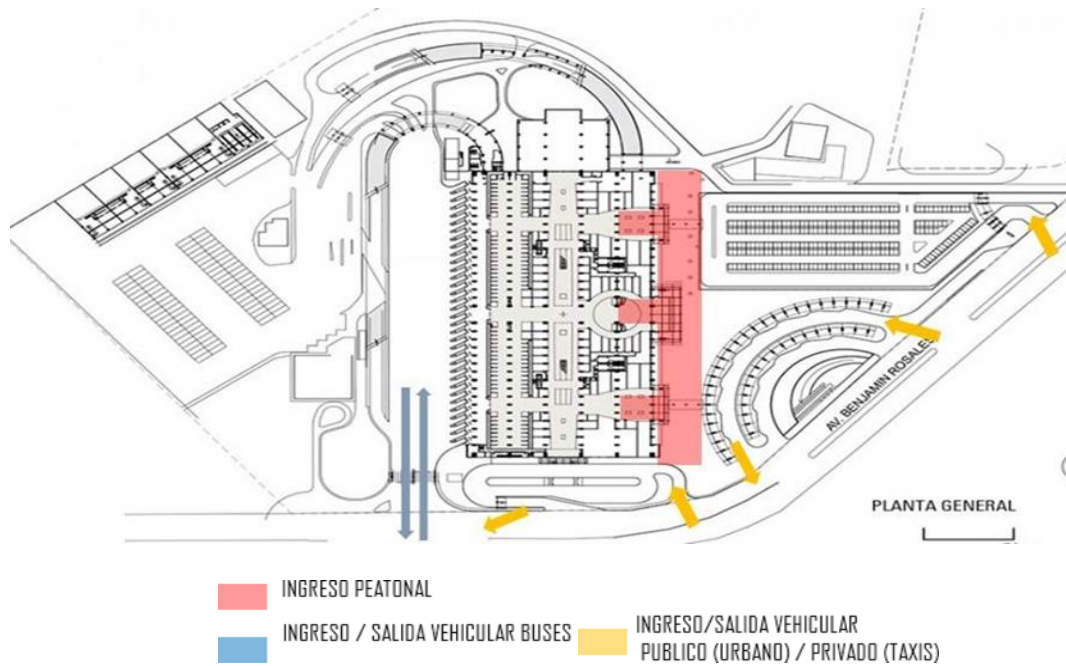 AV. BENJAMIN ROSALES
PLANTA GENERAL
INGRESO PEATONAL
INGRESO / SALIDA VEHICULAR BUSES
INGRESO/SALIDA VEHICULAR
PUBLICO (URBANO) / PRIVADO (TAXIS)